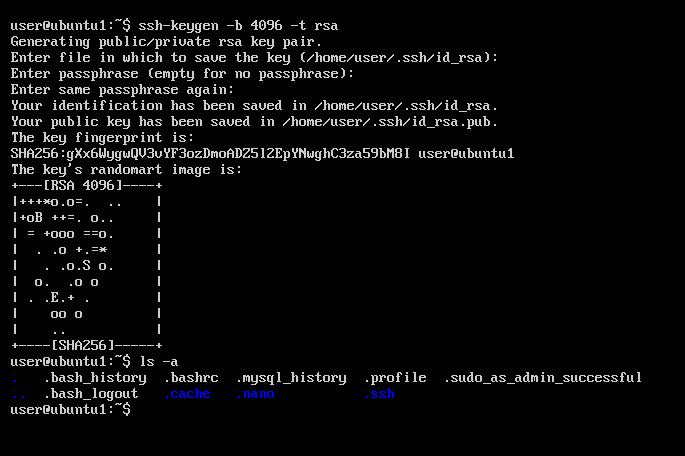 user@ubuntu1:~$ ssh-keygen -b 4096 -t rsa
Generating public/private rsa key pair.
Enter file in which to save the key (/home/user/.ssh/id_rsa):
Enter passphrase (empty for no passphrase):
Enter same passphrase again:
Your identification has been saved in /home/user/.ssh/id_rsa.
Your public key has been saved in /home/user/.ssh/id_rsa.pub.
The key fingerprint is:
SHA256:gXx6WygwQV3vYF3ozDmoADZ5l2EpYNwghC3za59bM8I user@ubuntu1
The key's randomart image is:
+---[RSA 4096]----+
|+++*o.o=.  ..    |
|+oB ++=. o..     |
| = +ooo ==o.     |
|  . .o +.=*      |
|   . .o.S o.     |
|  o.  .o o       |
| . .E.+ .        |
|    oo o         |
|    ..           |
+----[SHA256]-----+
user@ubuntu1:~$ ls -a
.   .bash_history  .bashrc  .mysql_history  .profile  .sudo_as_admin_successful
..  .bash_logout   .cache   .nano           .ssh
user@ubuntu1:~$